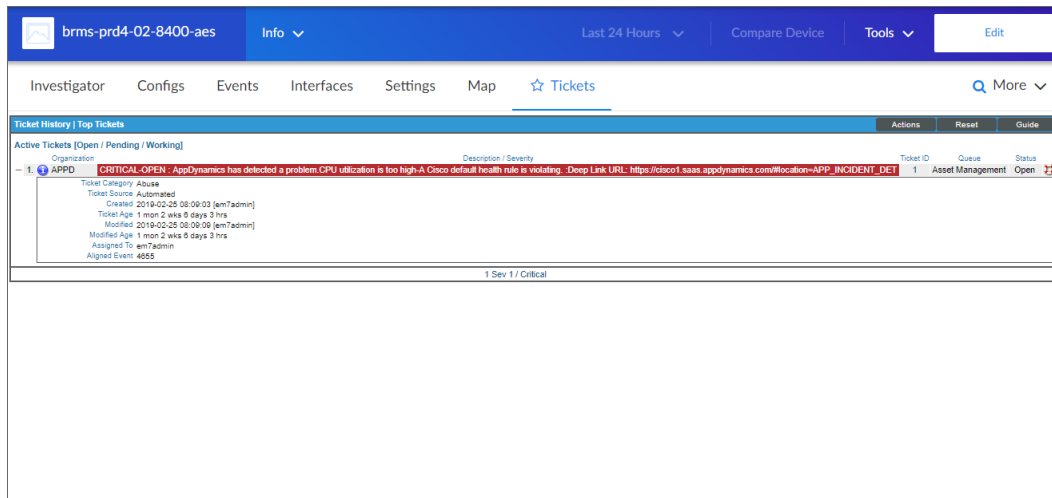 brms-prd4-02-8400-aes Info Last 24 Hours Compare Device Tools Edit
Investigator Configs Events Interfaces Settings Map Tickets More
Ticket History | Top Tickets Actions Reset Guide
Active Tickets [Open / Pending / Working]
Organization Description / Severity Ticket ID Queue Status
1. APPD CRITICAL-OPEN : AppDynamics has detected a problem.CPU utilization is too high-A Cisco default health rule is violating. :Deep Link URL: https://cisco1.saas.appdynamics.com/#location=APP_INCIDENT_DET 1 Asset Management Open
Ticket Category Abuse
Ticket Source Automated
Created 2019-02-25 08:09:03 [em7admin]
Ticket Age 1 mon 2 wks 6 days 3 hrs
Modified 2019-02-25 08:09:09 [em7admin]
Modified Age 1 mon 2 wks 6 days 3 hrs
Assigned To em7admin
Aligned Event 4655
1 Sev 1 / Critical